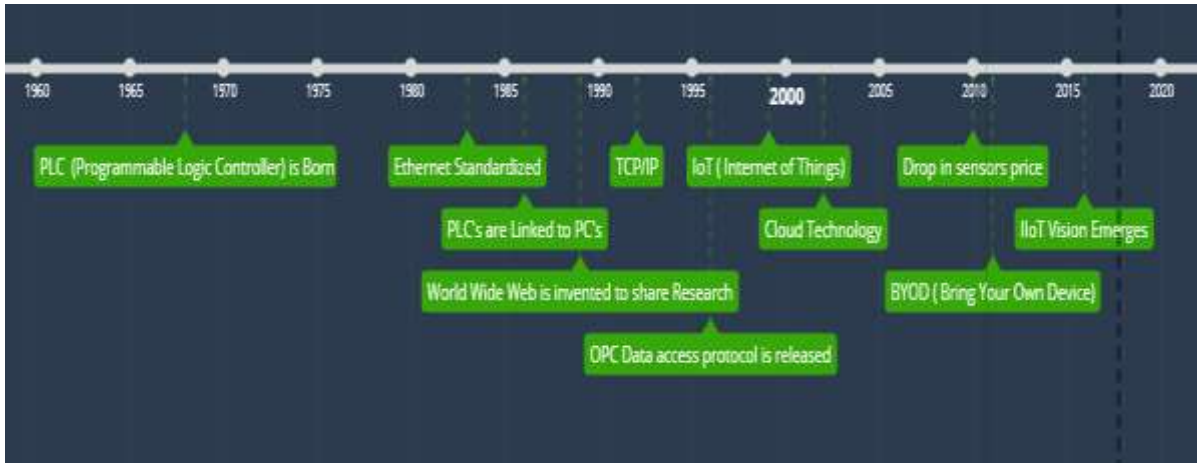 1960 1965 1970 1975 1980 1985 1990 1995 2000 2005 2010 2015 2020
PLC (Programmable Logic Controller) is Born
Ethernet Standardized
TCP/IP
IoT ( Internet of Things)
Drop in sensors price
PLC's are Linked to PC's
Cloud Technology
IIoT Vision Emerges
World Wide Web is invented to share Research
BYOD ( Bring Your Own Device)
OPC Data access protocol is released